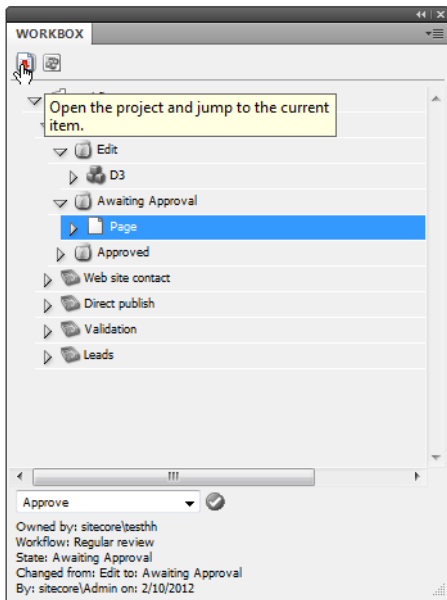 WORKBOX
Open the project and jump to the current
item.
Edit
D3
Awaiting Approval
Page
Approved
Web site contact
Direct publish
Validation
Leads
Approve
Owned by: sitecore\testhh
Workflow: Regular review
State: Awaiting Approval
Changed from: Edit to: Awaiting Approval
By: sitecore\Admin on: 2/10/2012